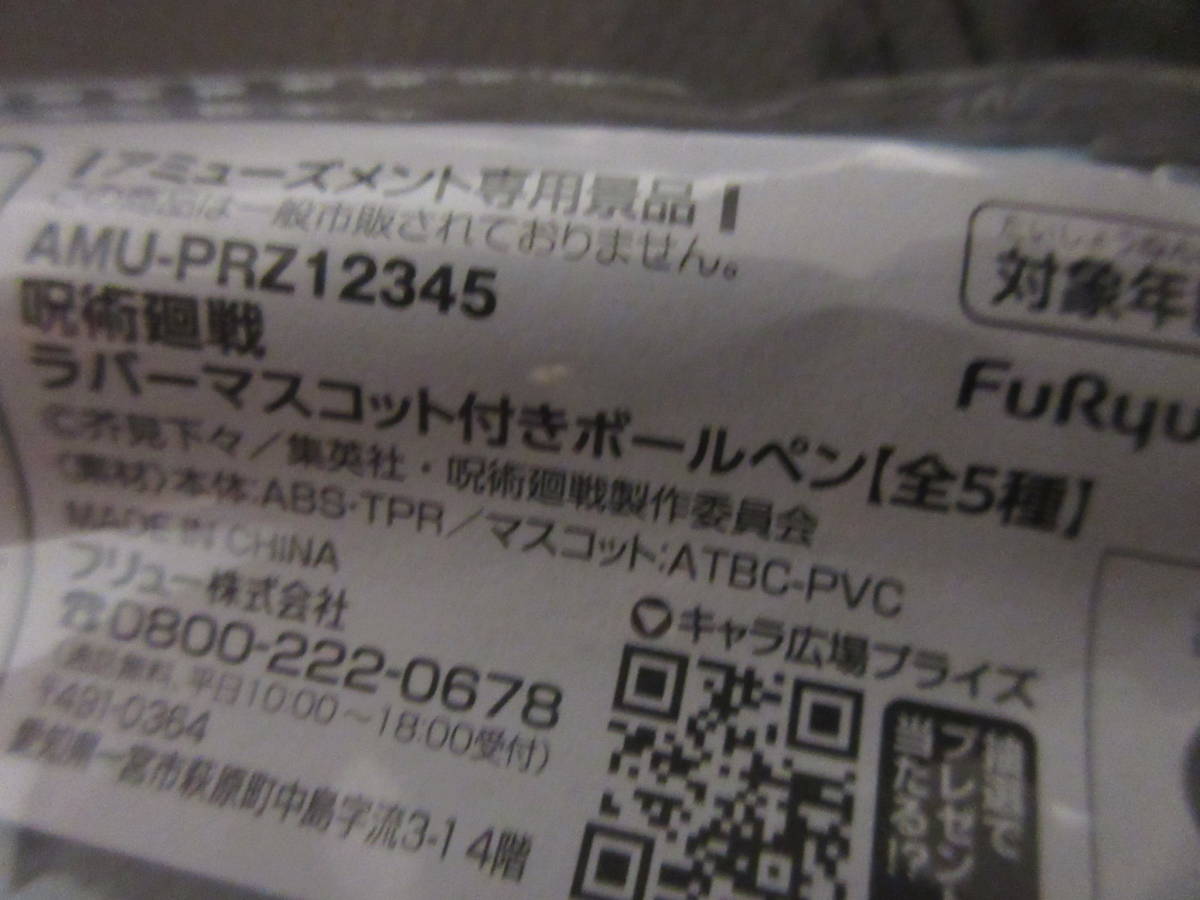 アミューズメント専用景品
この商品は一般市販されておりません。
AMU-PRZ12345
呪術廻戦
ラバーマスコット付きボールペン【全5種】
©芥見下々／集英社・呪術廻戦製作委員会
(素材)本体:ABS・TPR／マスコット:ATBC-PVC
MADE IN CHINA
フリュー株式会社
☎0800-222-0678
(通話無料、平日10:00～18:00受付)
〒491-0364
愛知県一宮市萩原町中島字流3-1 4階
対象年
FuRyu
キャラ広場プライズ
抽選で
プレゼント
当たる!?